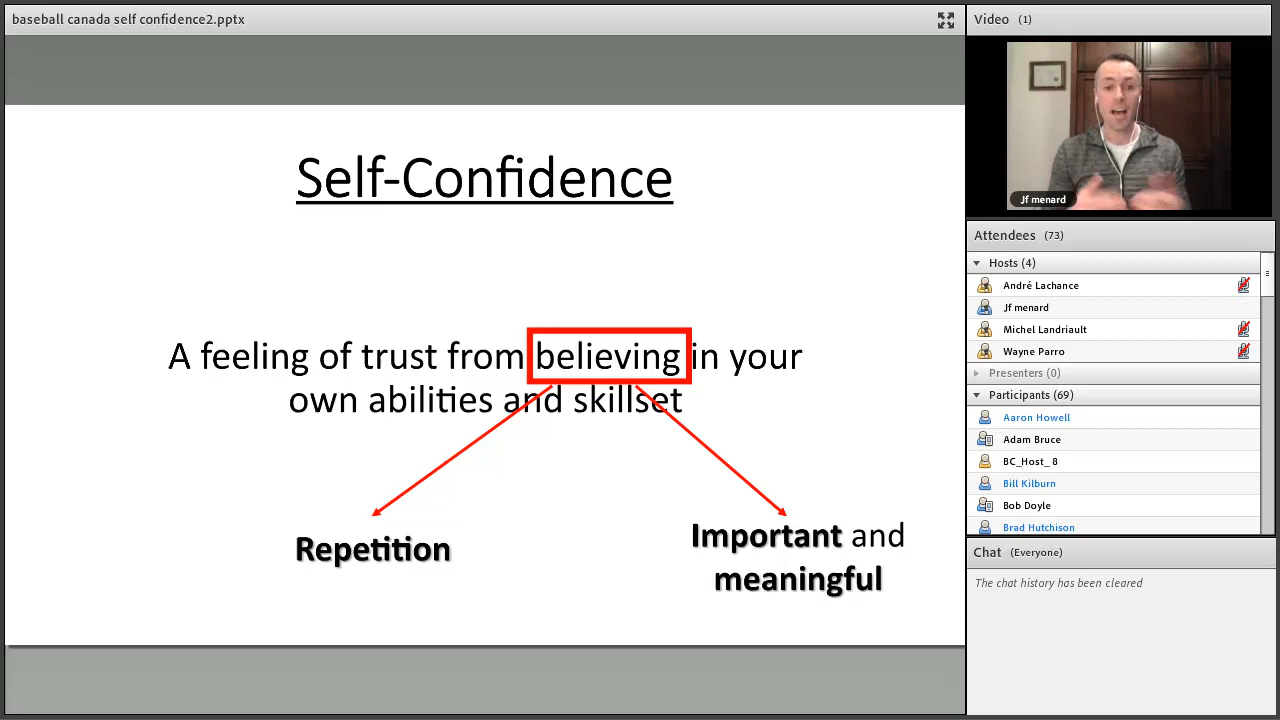 baseball canada self confidence2.pptx
Self-Confidence
A feeling of trust from believing in your
own abilities and skillset
Repetition
Important and
meaningful
Video (1)
Jf menard
Attendees (73)
Hosts (4)
André Lachance
Jf menard
Michel Landriault
Wayne Parro
Presenters (0)
Participants (69)
Aaron Howell
Adam Bruce
BC_Host_ 8
Bill Kilburn
Bob Doyle
Brad Hutchison
Chat (Everyone)
The chat history has been cleared